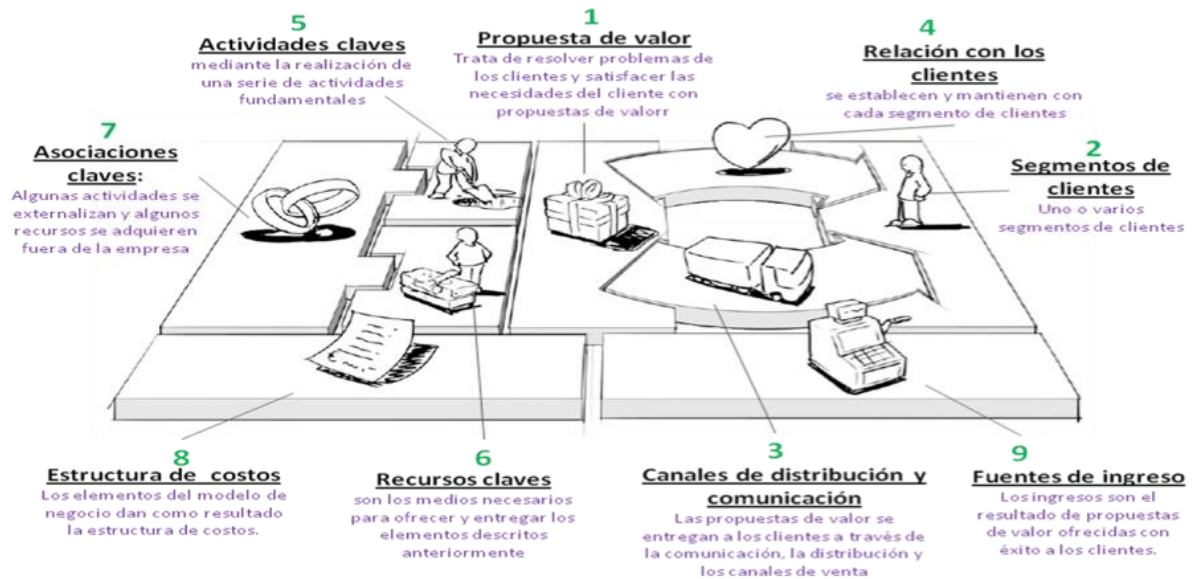 5
Actividades claves
mediante la realización de
una serie de actividades
fundamentales
1
Propuesta de valor
Trata de resolver problemas de
los clientes y satisfacer las
necesidades del cliente con
propuestas de valorr
4
Relación con los
clientes
se establecen y mantienen con
cada segmento de clientes
7
Asociaciones
claves:
Algunas actividades se
externalizan y algunos
recursos se adquieren
fuera de la empresa
2
Segmentos de
clientes
Uno o varios
segmentos de clientes
8
Estructura de costos
Los elementos del modelo de
negocio dan como resultado
la estructura de costos.
6
Recursos claves
son los medios necesarios
para ofrecer y entregar los
elementos descritos
anteriormente
3
Canales de distribución y
comunicación
Las propuestas de valor se
entregan a los clientes a través de
la comunicación, la distribución y
los canales de venta
9
Fuentes de ingreso
Los ingresos son el
resultado de propuestas
de valor ofrecidas con
éxito a los clientes.